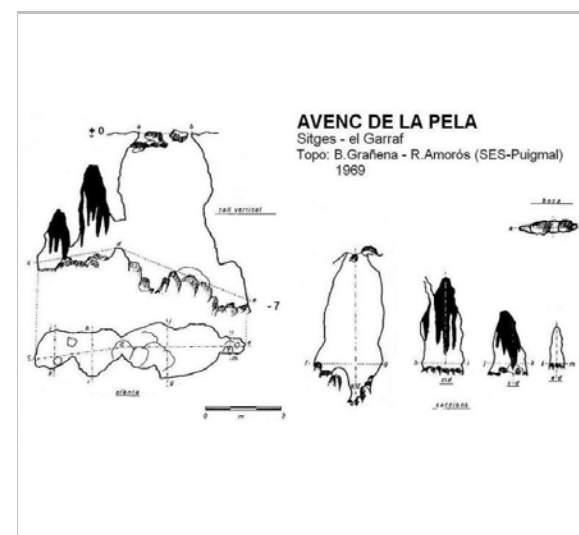 AVENC DE LA PELA
Sitges - el Garraf
Topo: B.Grañena - R.Amorós (SES-Puigmal)
1969
± 0
a
b
tall vertical
c
d
e
- 7
planta
0 m 2
boca
a
f
g
h
i
j
k
m
seccions